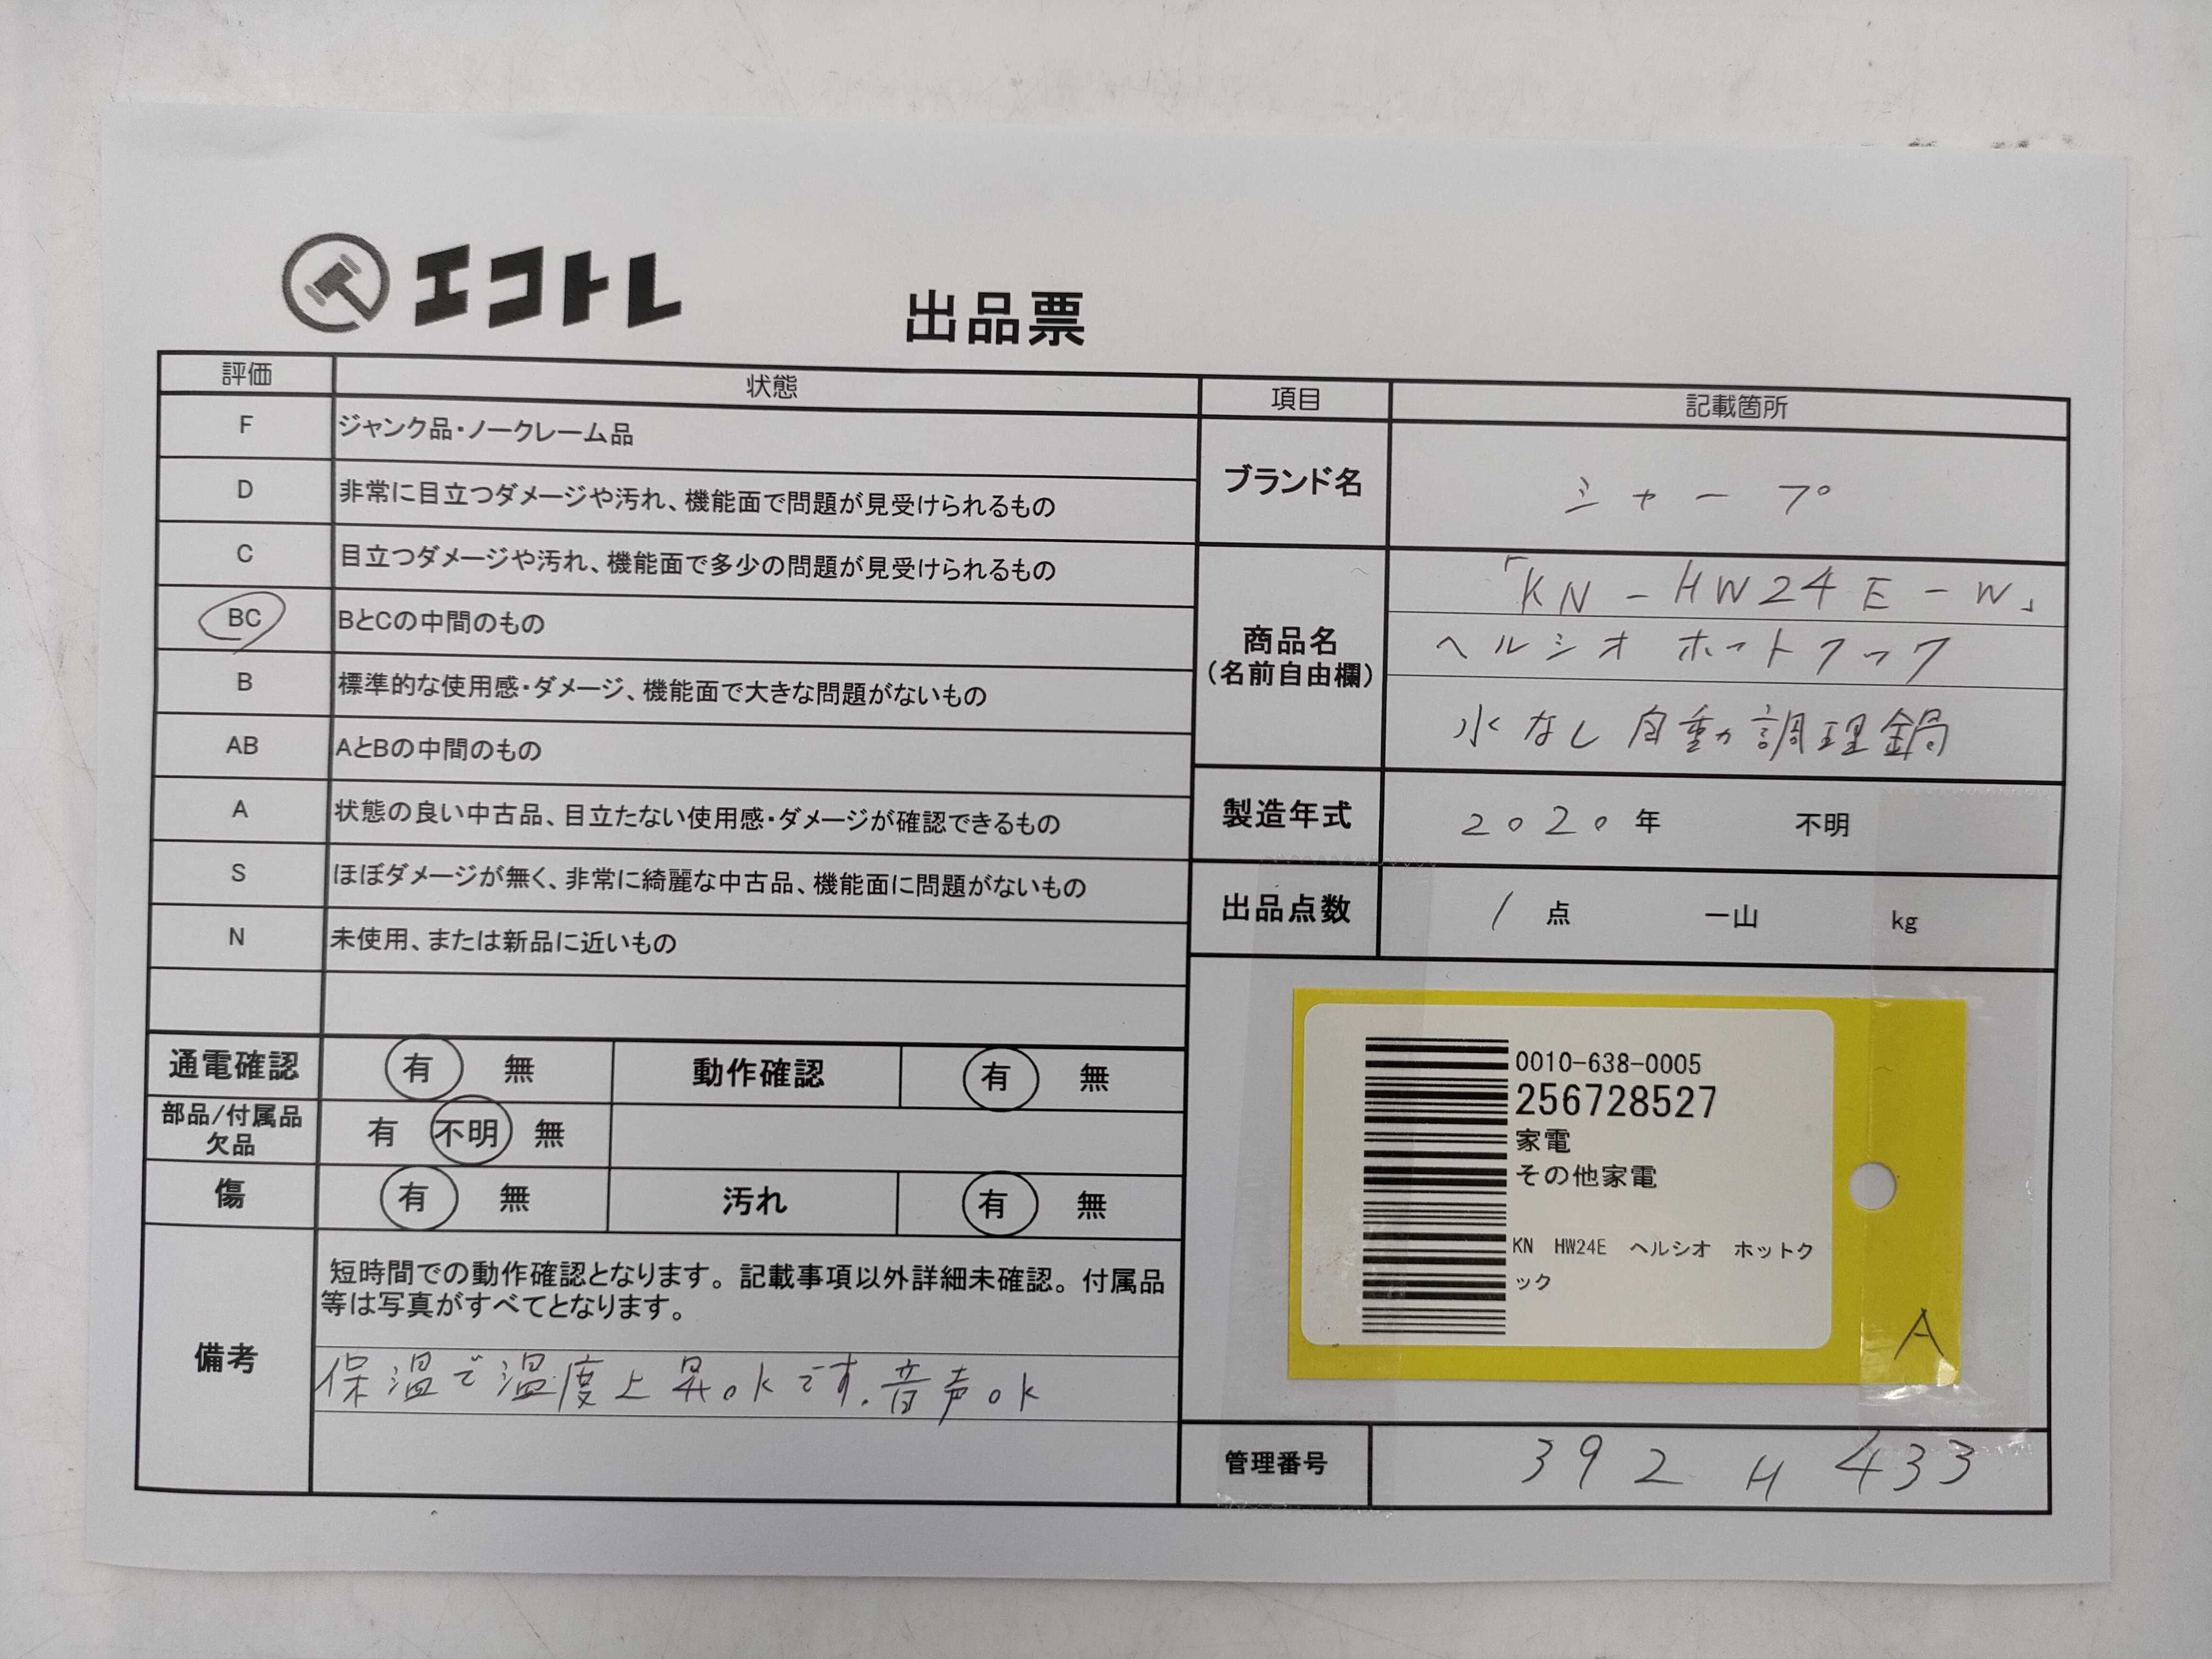 エコトレ
出品票
評価 状態
F ジャンク品・ノークレーム品
D 非常に目立つダメージや汚れ、機能面で問題が見受けられるもの
C 目立つダメージや汚れ、機能面で多少の問題が見受けられるもの
BC BとCの中間のもの
B 標準的な使用感・ダメージ、機能面で大きな問題がないもの
AB AとBの中間のもの
A 状態の良い中古品、目立たない使用感・ダメージが確認できるもの
S ほぼダメージが無く、非常に綺麗な中古品、機能面に問題がないもの
N 未使用、または新品に近いもの
通電確認 有 無 動作確認 有 無
部品/付属品
欠品
有 不明 無
傷 有 無 汚れ 有 無
備考
短時間での動作確認となります。記載事項以外詳細未確認。付属品
等は写真がすべてとなります。
保温で温度上昇okです.音声ok
項目 記載箇所
ブランド名 シャープ
商品名
(名前自由欄)
「KN-HW24E-W」
ヘルシオ ホットクック
水なし自動調理鍋
製造年式 2020年 不明
出品点数 1点 一山 kg
0010-638-0005
256728527
家電
その他家電
KN HW24E ヘルシオ ホットク
ック
A
管理番号 392 H 433